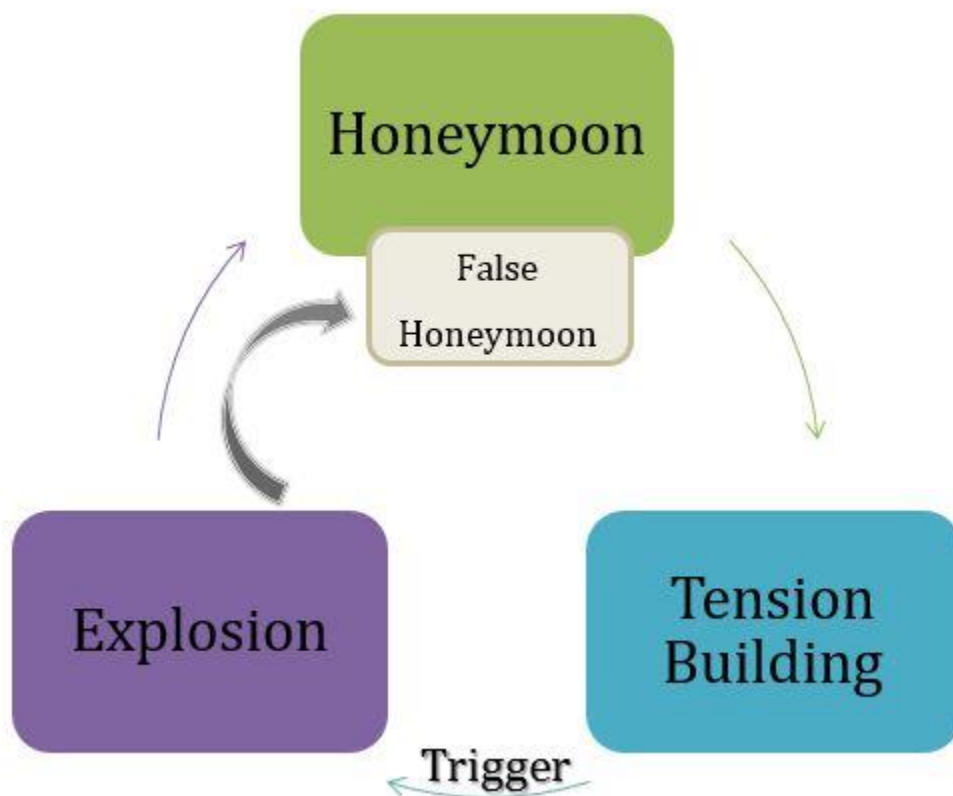 Honeymoon
False
Honeymoon
Explosion
Tension
Building
Trigger